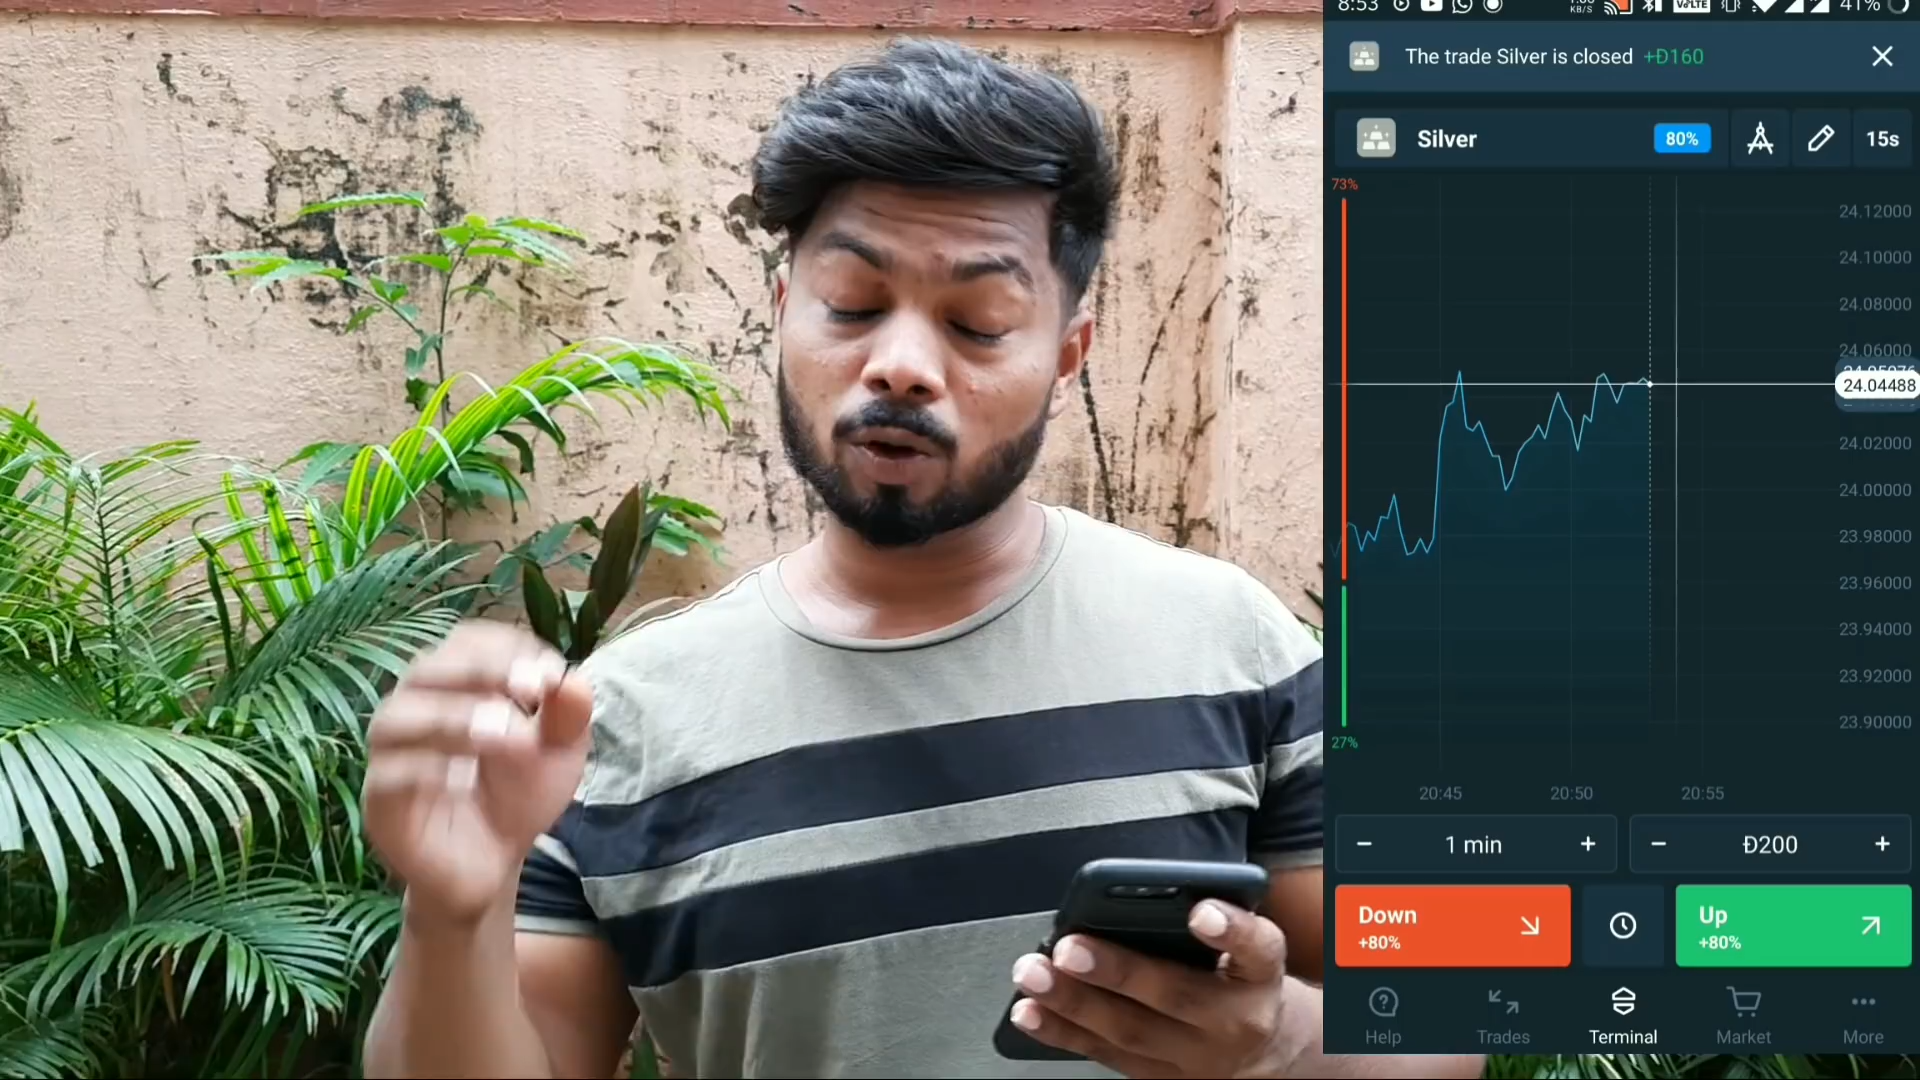 8:53
KB/S
VoLTE
41%
The trade Silver is closed +Đ160
Silver
80%
15s
73%
24.12000
24.10000
24.08000
24.06000
24.04488
24.02000
24.00000
23.98000
23.96000
23.94000
23.92000
23.90000
27%
20:45 20:50 20:55
− 1 min +
− Đ200 +
Down
+80%
Up
+80%
Help
Trades
Terminal
Market
More